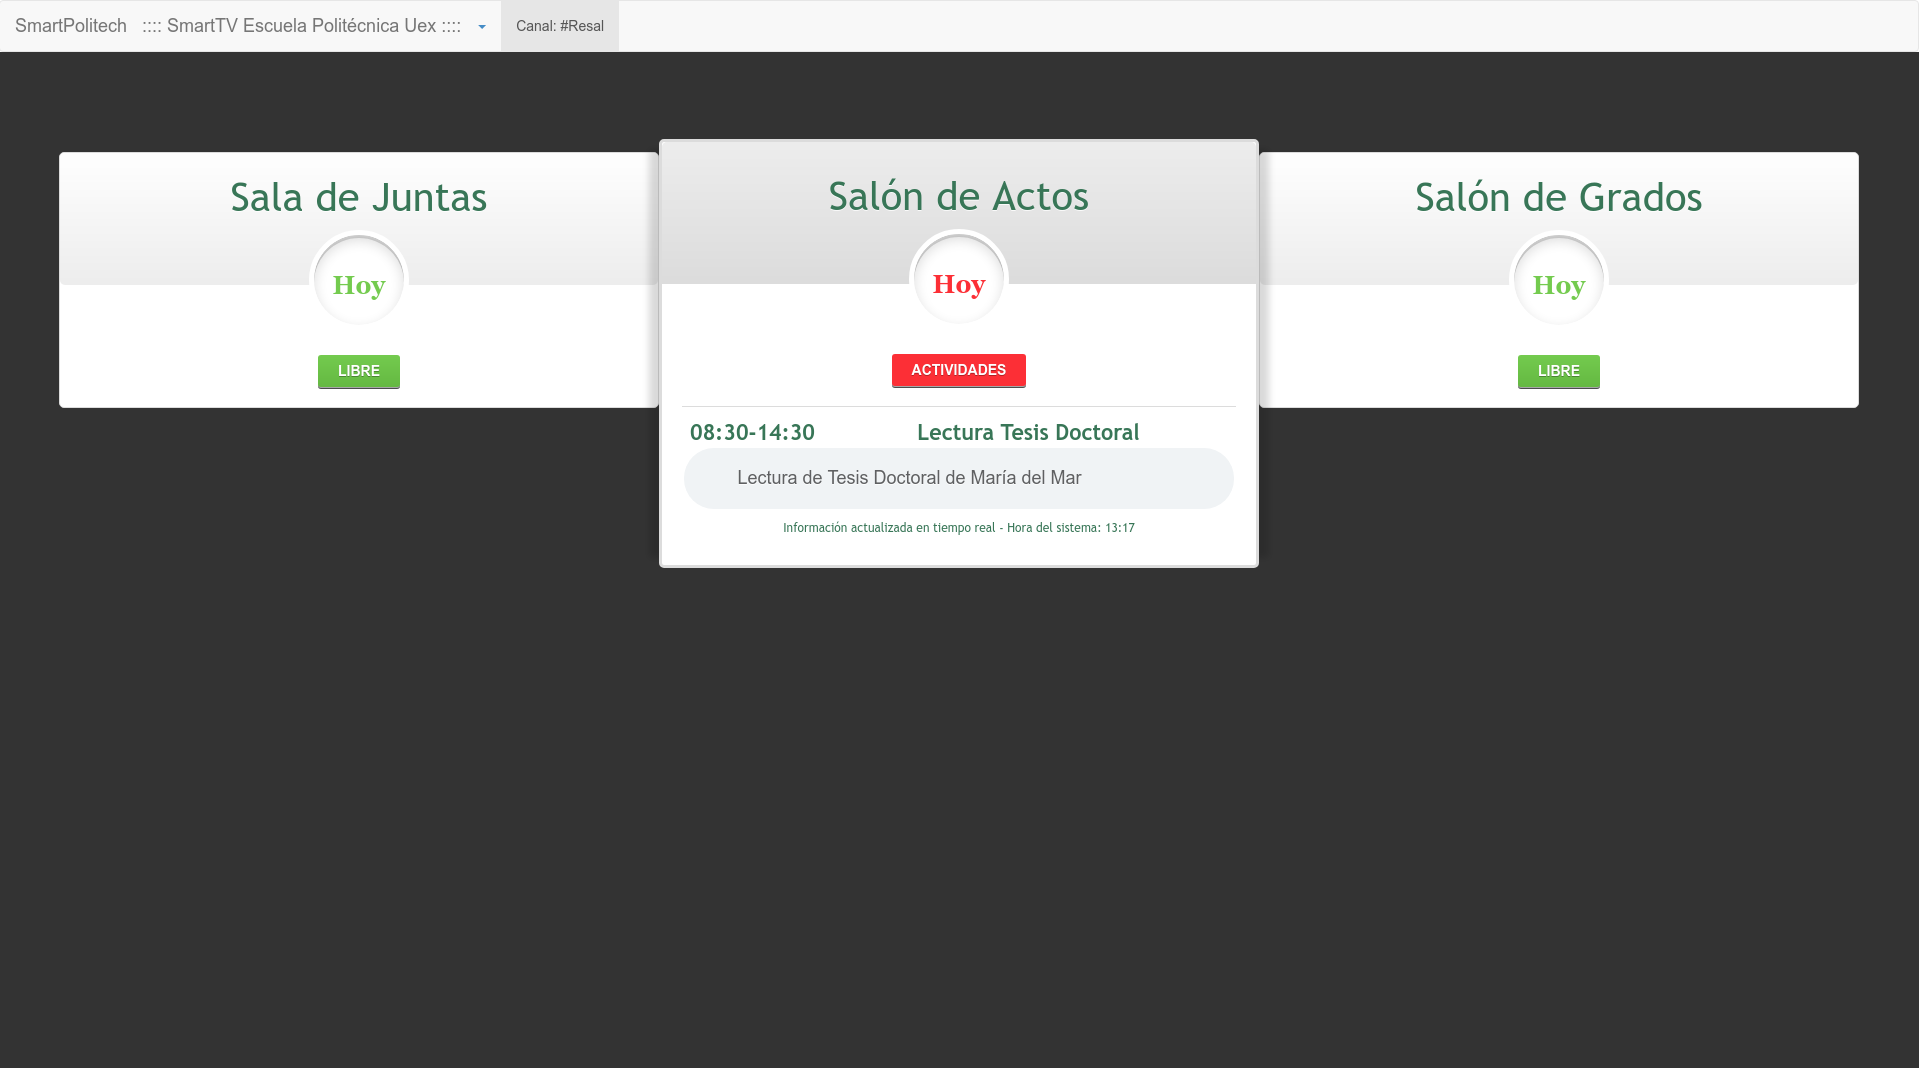 SmartPolitech :::: SmartTV Escuela Politécnica Uex :::: Canal: #Resal
Sala de Juntas
Hoy
LIBRE
Salón de Actos
Hoy
ACTIVIDADES
08:30-14:30 Lectura Tesis Doctoral
Lectura de Tesis Doctoral de María del Mar
Información actualizada en tiempo real - Hora del sistema: 13:17
Salón de Grados
Hoy
LIBRE